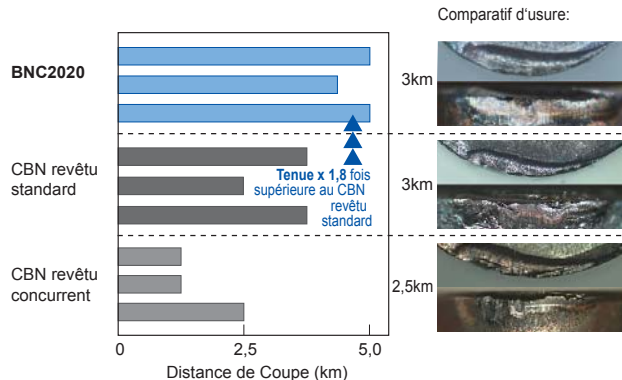 Comparatif d'usure:
BNC2020
3km
CBN revêtu
standard
Tenue x 1,8 fois
supérieure au CBN
revêtu
standard
3km
CBN revêtu
concurrent
2,5km
0
2,5
5,0
Distance de Coupe (km)